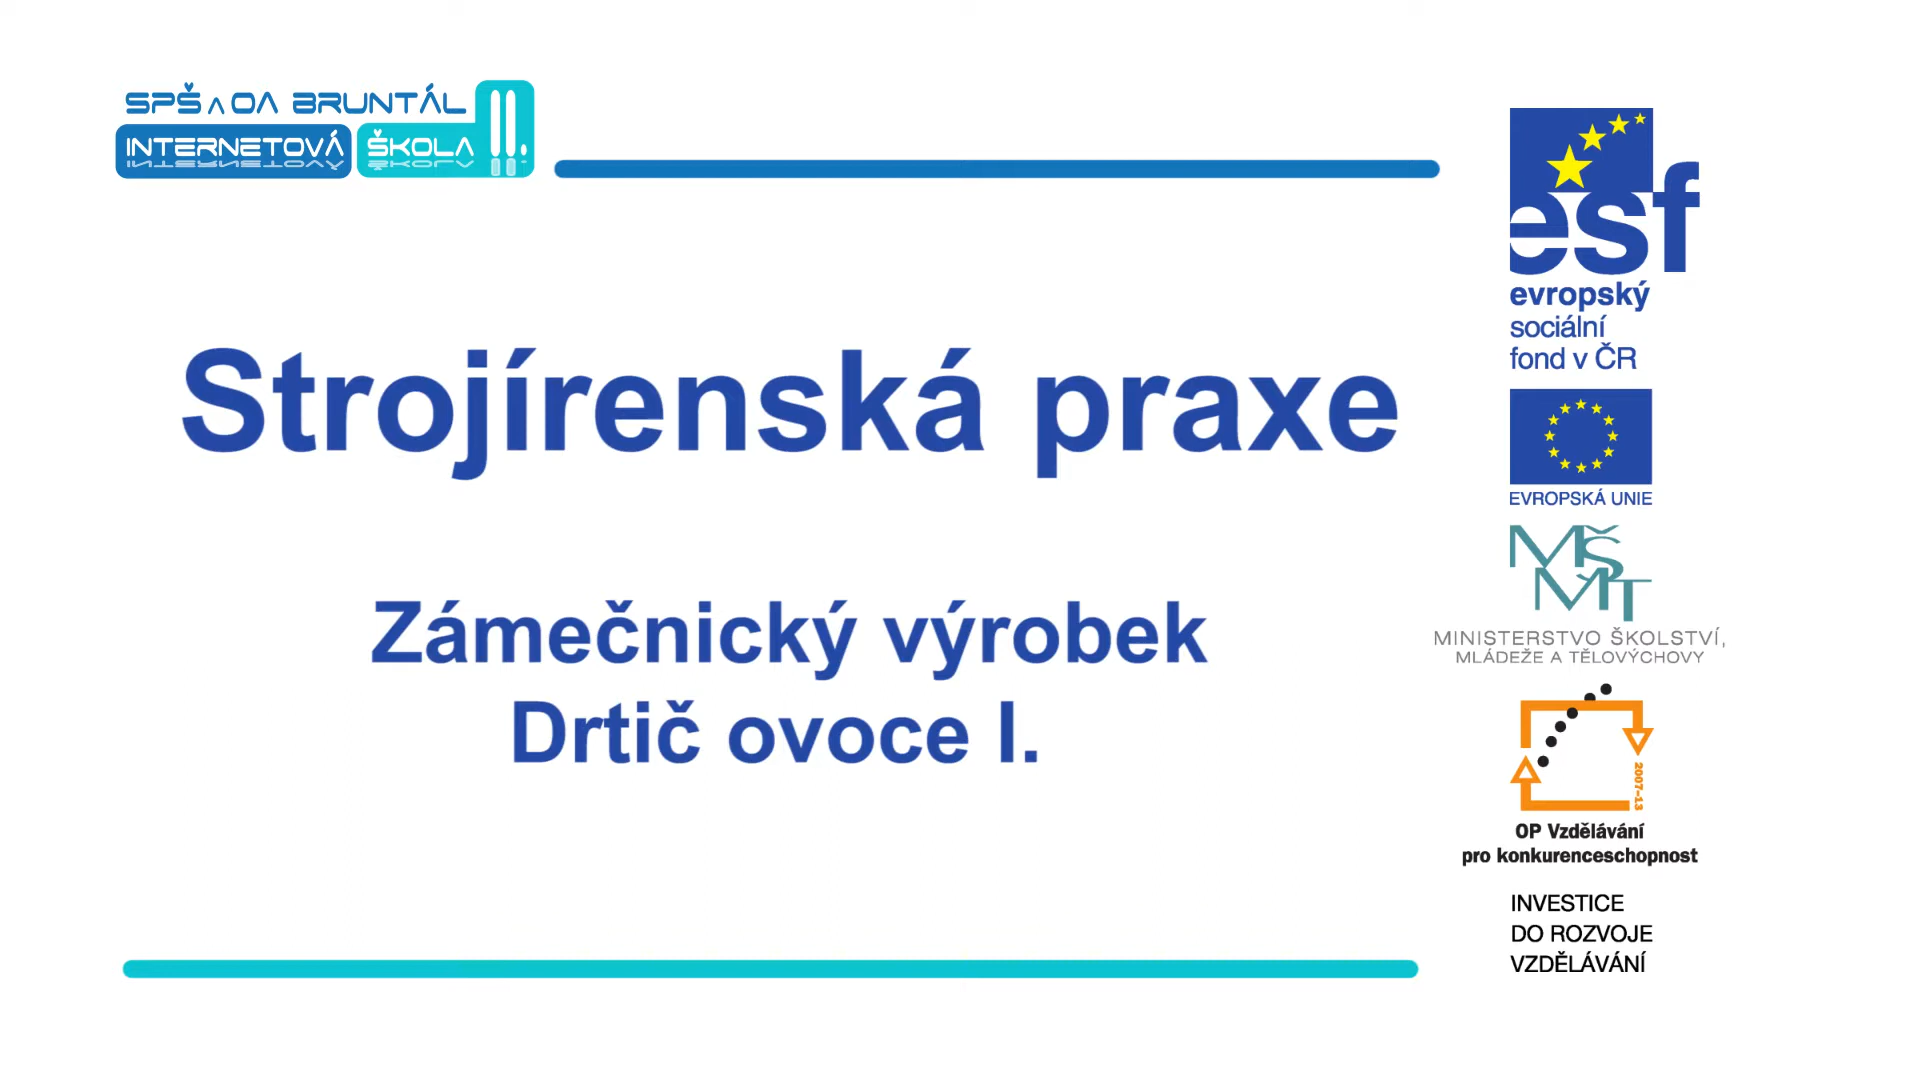 SPŠ A OA BRUNTÁL
INTERNETOVÁ ŠKOLA II.
Strojírenská praxe
Zámečnický výrobek
Drtič ovoce I.
esf
evropský
sociální
fond v ČR
EVROPSKÁ UNIE
MŠMT
MINISTERSTVO ŠKOLSTVÍ,
MLÁDEŽE A TĚLOVÝCHOVY
2007-13
OP Vzdělávání
pro konkurenceschopnost
INVESTICE
DO ROZVOJE
VZDĚLÁVÁNÍ